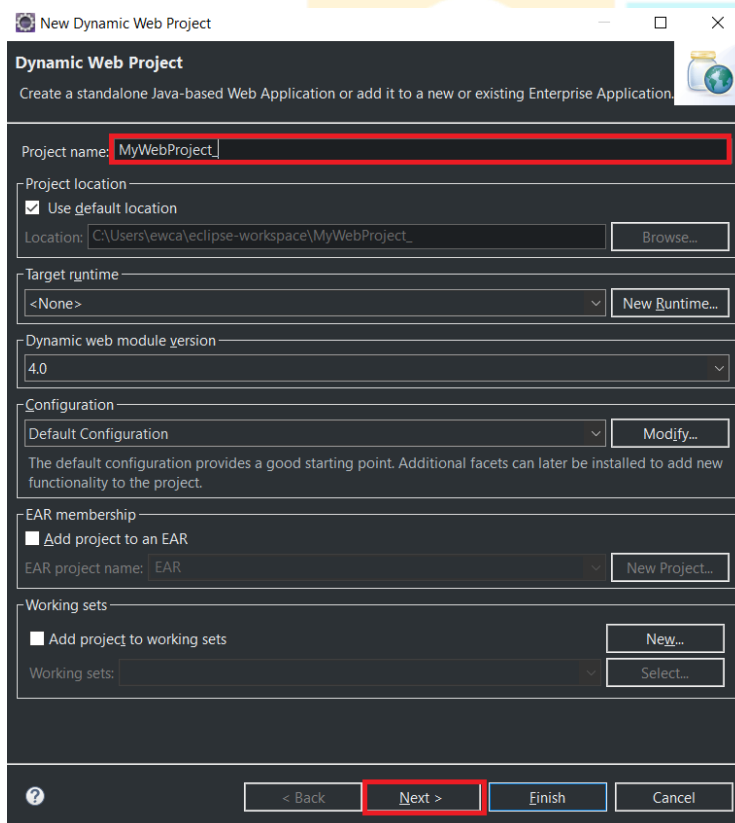 New Dynamic Web Project
Dynamic Web Project
Create a standalone Java-based Web Application or add it to a new or existing Enterprise Application.
Project name: MyWebProject_
Project location
Use default location
Location: C:\Users\ewca\eclipse-workspace\MyWebProject_ Browse...
Target runtime
<None> New Runtime...
Dynamic web module version
4.0
Configuration
Default Configuration Modify...
The default configuration provides a good starting point. Additional facets can later be installed to add new
functionality to the project.
EAR membership
Add project to an EAR
EAR project name: EAR New Project...
Working sets
Add project to working sets New...
Working sets: Select...
? < Back Next > Finish Cancel